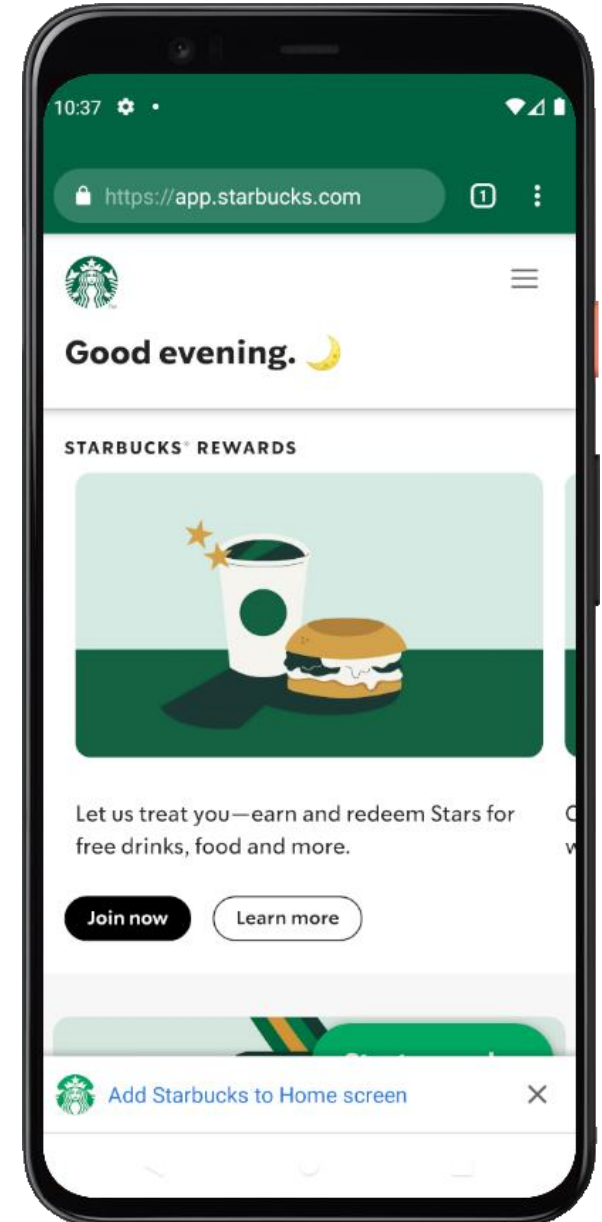 10:37
https://app.starbucks.com 1
TM
Good evening. 🌙
STARBUCKS® REWARDS
Let us treat you—earn and redeem Stars for
free drinks, food and more.
Join now Learn more
Add Starbucks to Home screen